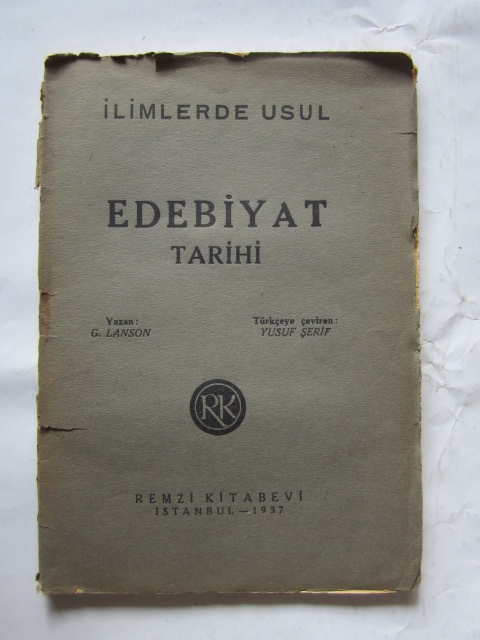 İLİMLERDE USUL
EDEBİYAT
TARİHİ
Yazan:
G. LANSON
Türkçeye çeviren:
YUSUF ŞERİF
RK
REMZİ KİTABEVİ
İSTANBUL—1937